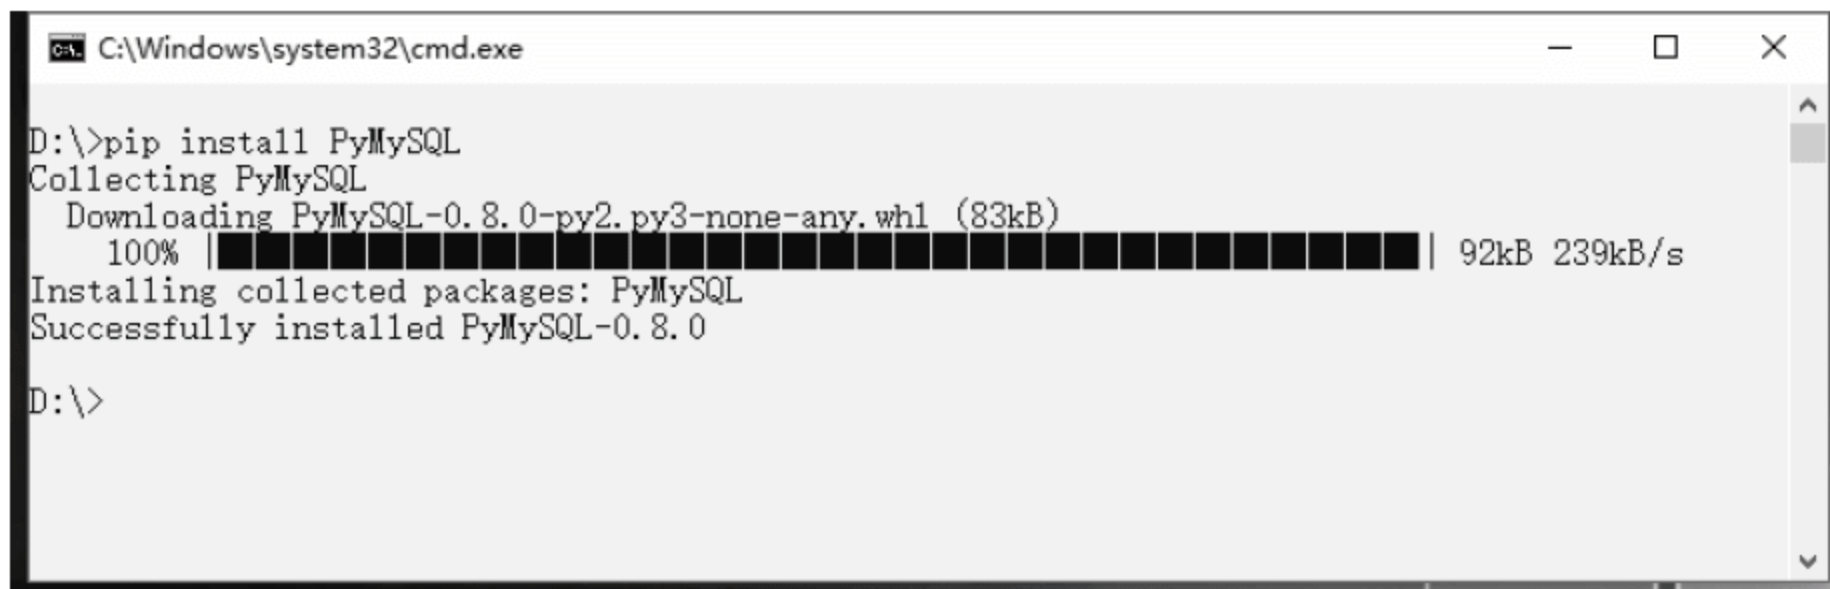 C:\Windows\system32\cmd.exe
D:\>pip install PyMySQL
Collecting PyMySQL
Downloading PyMySQL-0.8.0-py2.py3-none-any.whl (83kB)
100% |████████████████████████████████| 92kB 239kB/s
Installing collected packages: PyMySQL
Successfully installed PyMySQL-0.8.0
D:\>